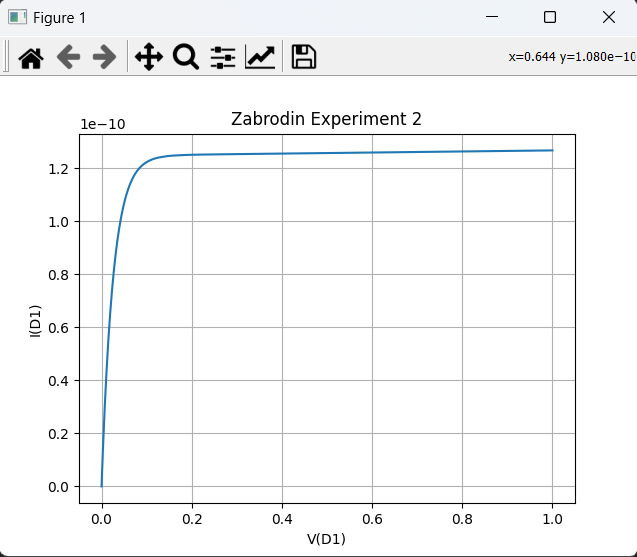 Figure 1
x=0.644 y=1.080e−10
1e−10
Zabrodin Experiment 2
1.2
1.0
0.8
0.6
0.4
0.2
0.0
I(D1)
0.0 0.2 0.4 0.6 0.8 1.0
V(D1)